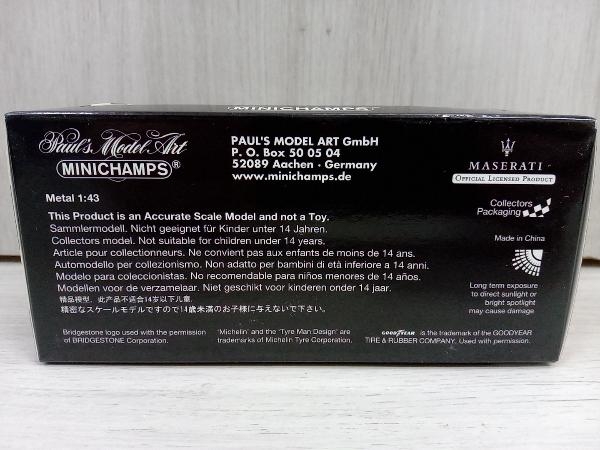 MINICHAMPS
Paul's Model Art
MINICHAMPS®
PAUL'S MODEL ART GmbH
P. O. Box 50 05 04
52089 Aachen · Germany
www.minichamps.de
MASERATI
OFFICIAL LICENSED PRODUCT
Metal 1:43
This Product is an Accurate Scale Model and not a Toy.
Sammlermodell. Nicht geeignet für Kinder unter 14 Jahren.
Collectors model. Not suitable for children under 14 years.
Article pour collectionneurs. Ne convient pas aux enfants de moins de 14 ans.
Automodello per collezionismo. Non adatto per bambini di età inferiore a 14 anni.
Modelo para coleccionistas. No recomendado para niños menores de 14 años.
Modellen voor de verzamelaar. Niet geschikt voor kinderen onder 14 jaar.
精品模型，此产品不适合14岁以下儿童.
精密なスケールモデルですので14歳未満のお子様に与えないで下さい。
Collectors
Packaging
Made in China
Long term exposure
to direct sunlight or
bright spotlight
may cause damage.
Bridgestone logo used with the permission
of BRIDGESTONE Corporation.
'Michelin' and the 'Tyre Man Design' are
trademarks of Michelin Tyre Corporation.
GOODYEAR is the trademark of the GOODYEAR
TIRE & RUBBER COMPANY. Used with permission.